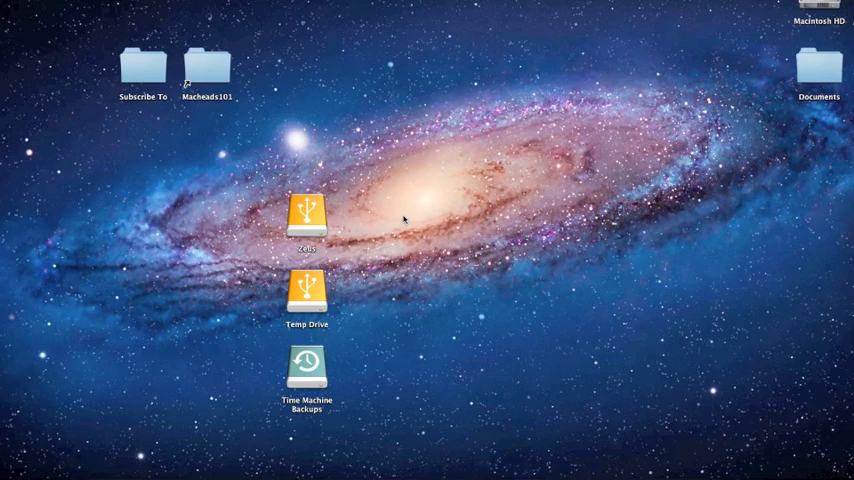 Macintosh HD
Subscribe To
Macheads101
Documents
Zeus
Temp Drive
Time Machine
Backups